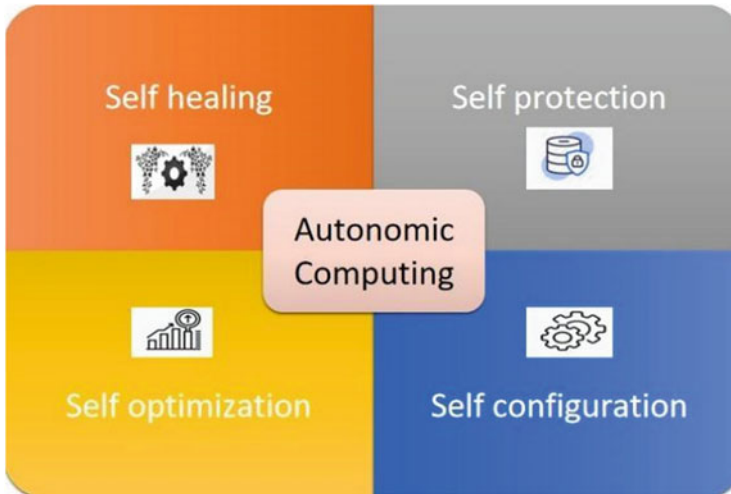 Self healing
Self protection
Autonomic
Computing
Self optimization
Self configuration